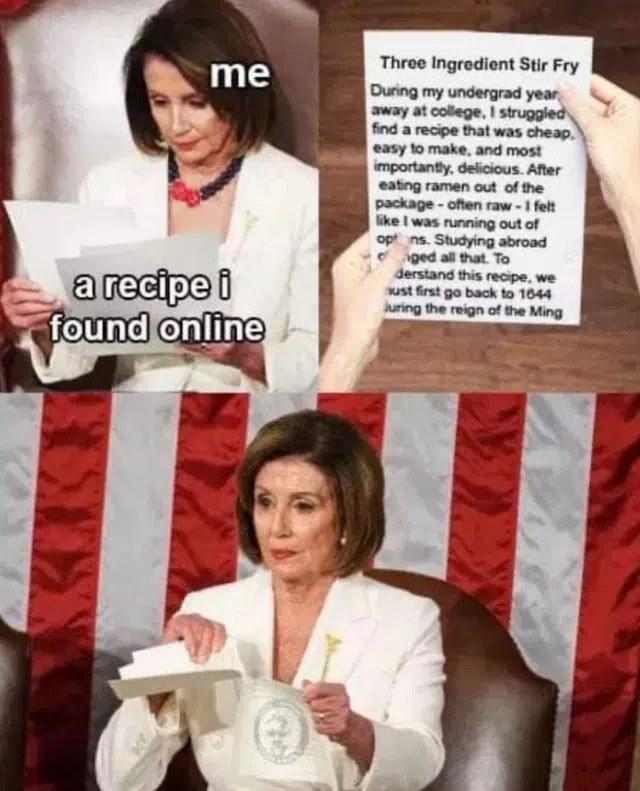 me
a recipe i
found online
Three Ingredient Stir Fry
During my undergrad year
away at college, I struggled
find a recipe that was cheap,
easy to make, and most
importantly, delicious. After
eating ramen out of the
package - often raw - I felt
like I was running out of
Studying abroad
all that. To
this recipe, we
must first go back to 1644
during the reign of the Ming